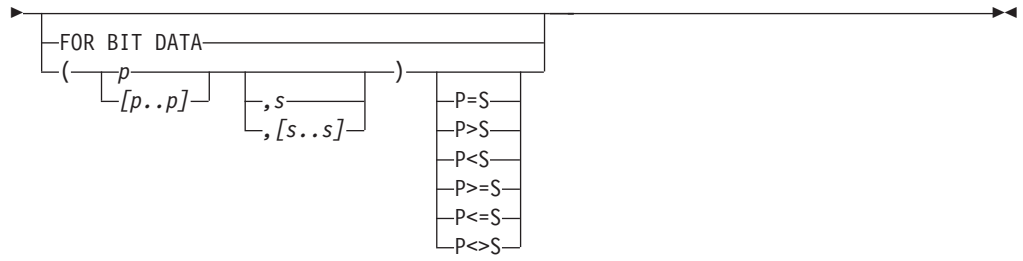 FOR BIT DATA
( p )
[p..p] ,s P=S
,[s..s] P>S
P<S
P>=S
P<=S
P<>S